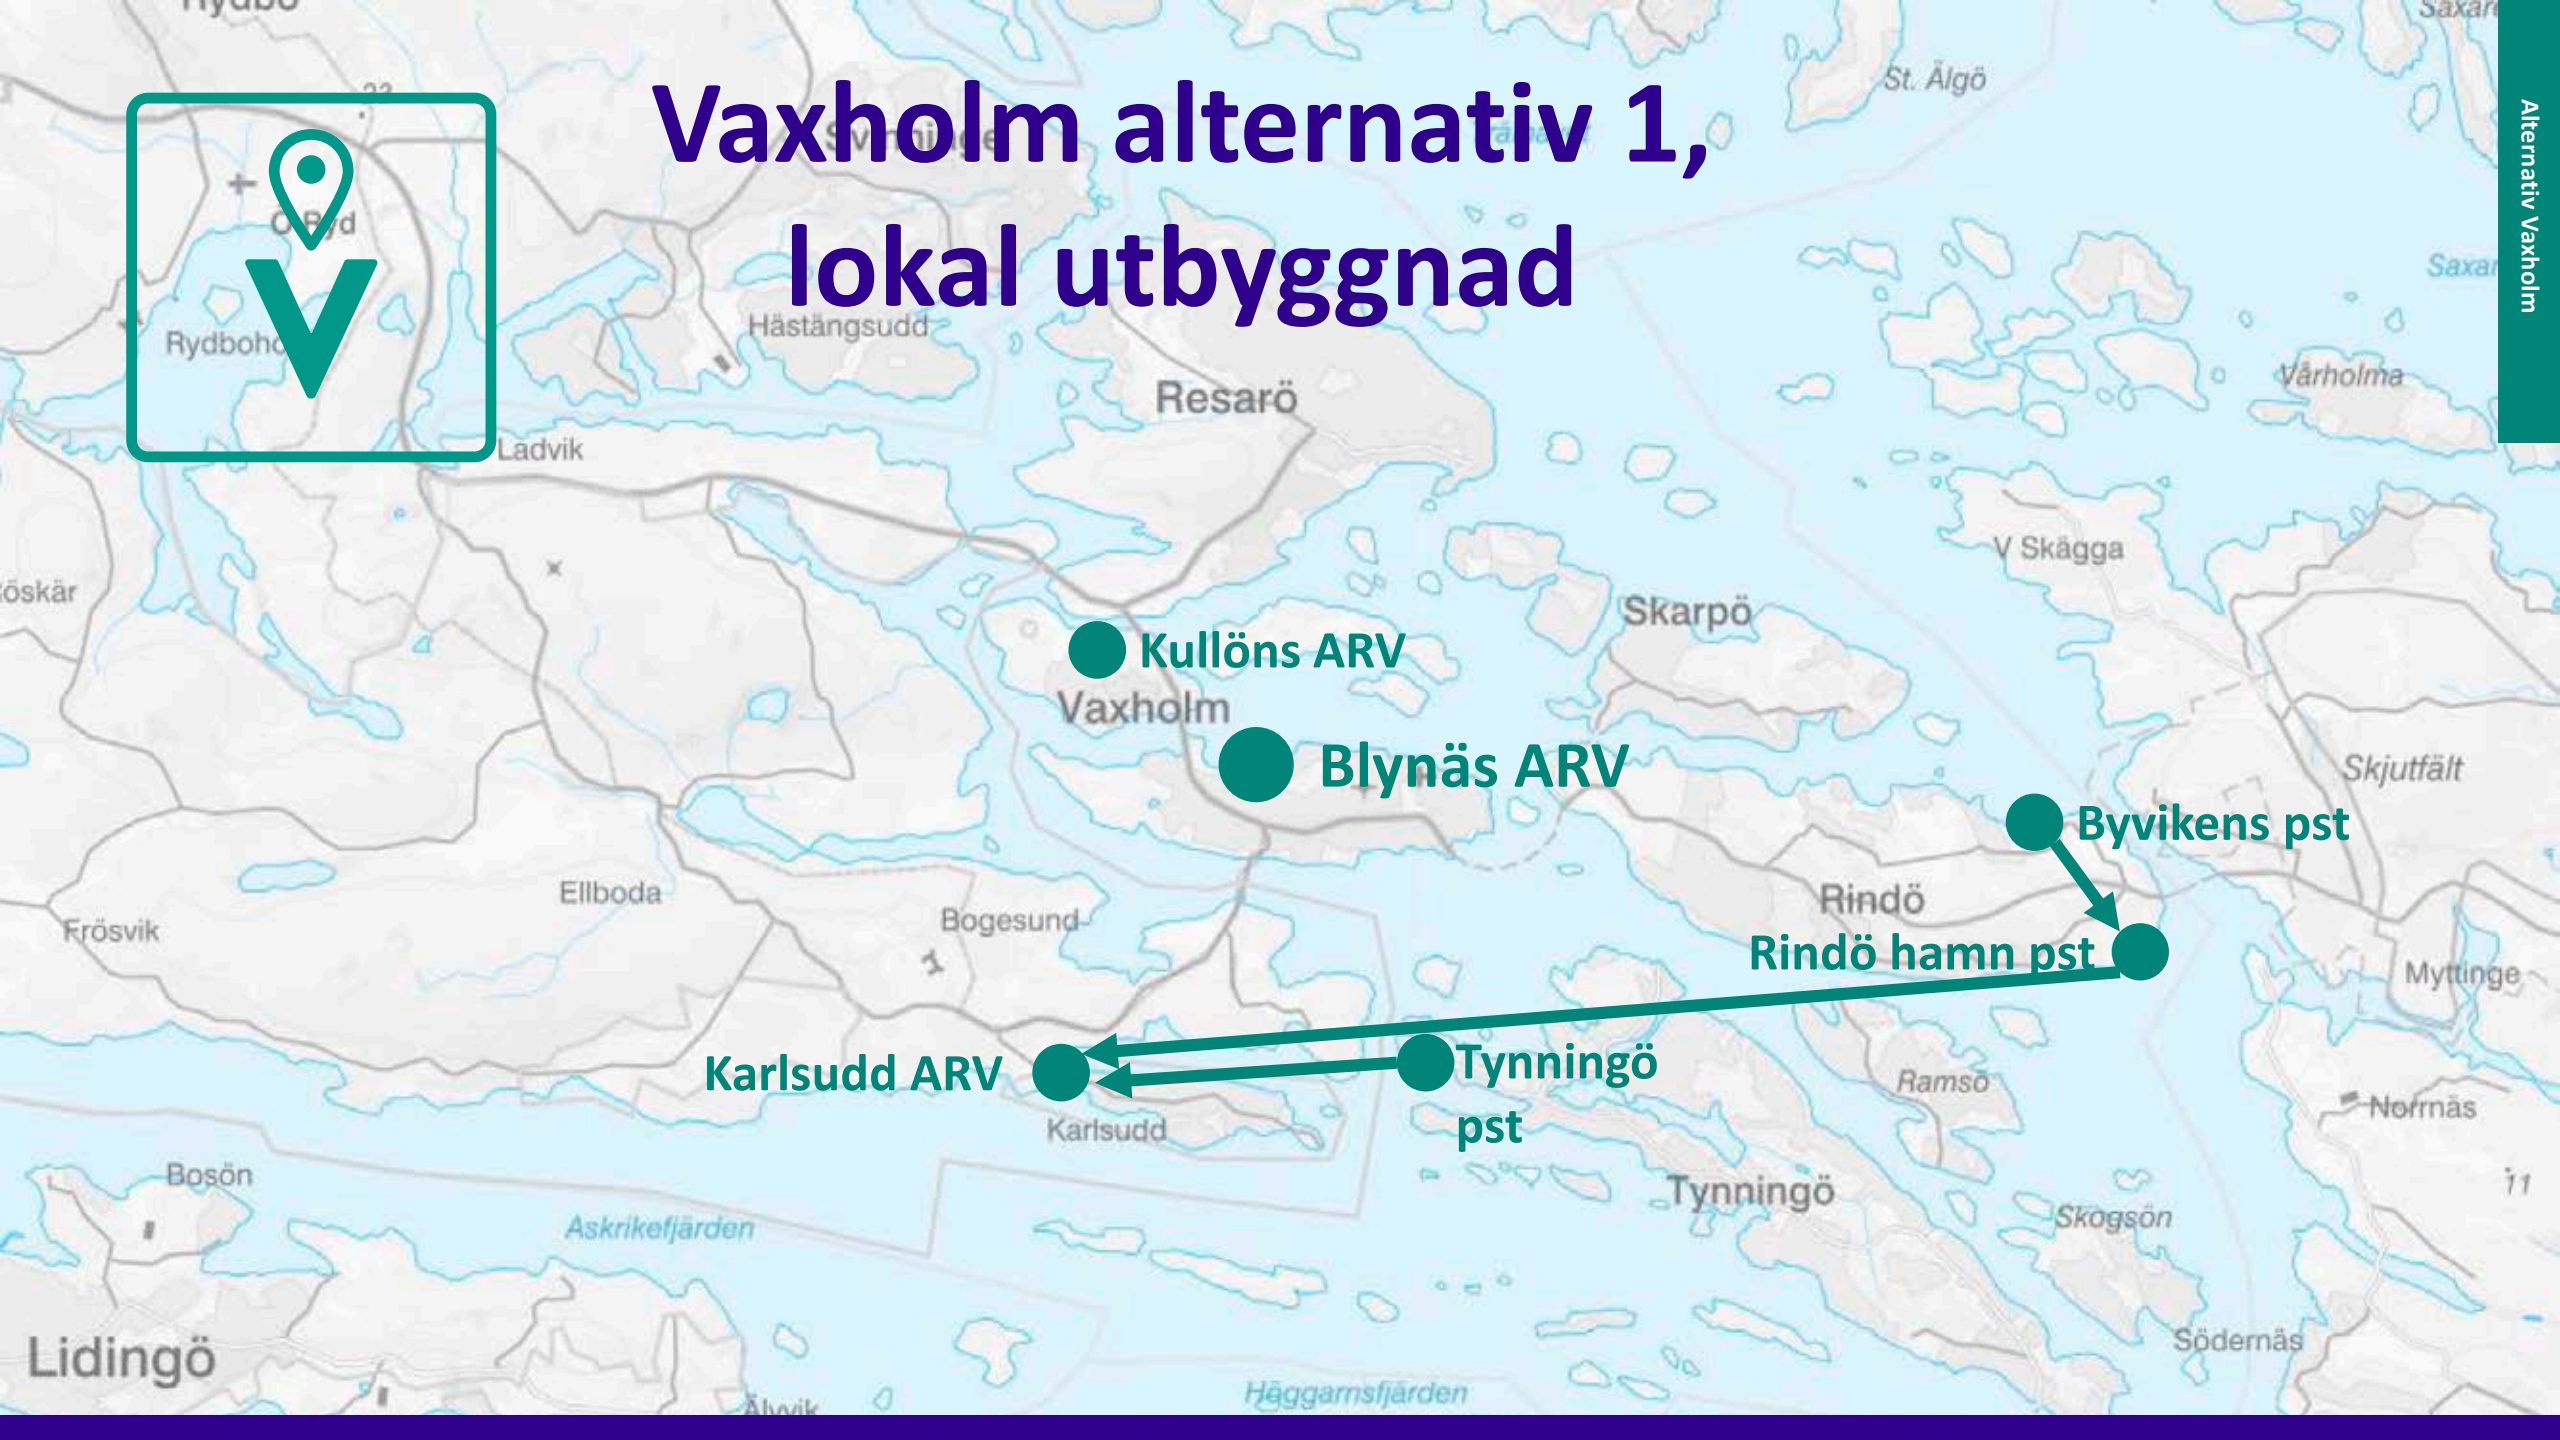 Vaxholm alternativ 1,
lokal utbyggnad
Alternativ Vaxholm
V
St. Älgö
Ladvik
Hästängsudd
Resarö
Vårholma
V Skägga
Skarpö
Kullöns ARV
Vaxholm
Blynäs ARV
Skjutfält
Byvikens pst
Ellboda
Frösvik
Bogesund
Rindö
Rindö hamn pst
Myttinge
Karlsudd ARV
Tynningö
pst
Ramsö
Norrnäs
Karlsudd
Bosön
Tynningö
11
Skogsön
Askrikefjärden
Lidingö
Södernäs
Höggarnsfjärden